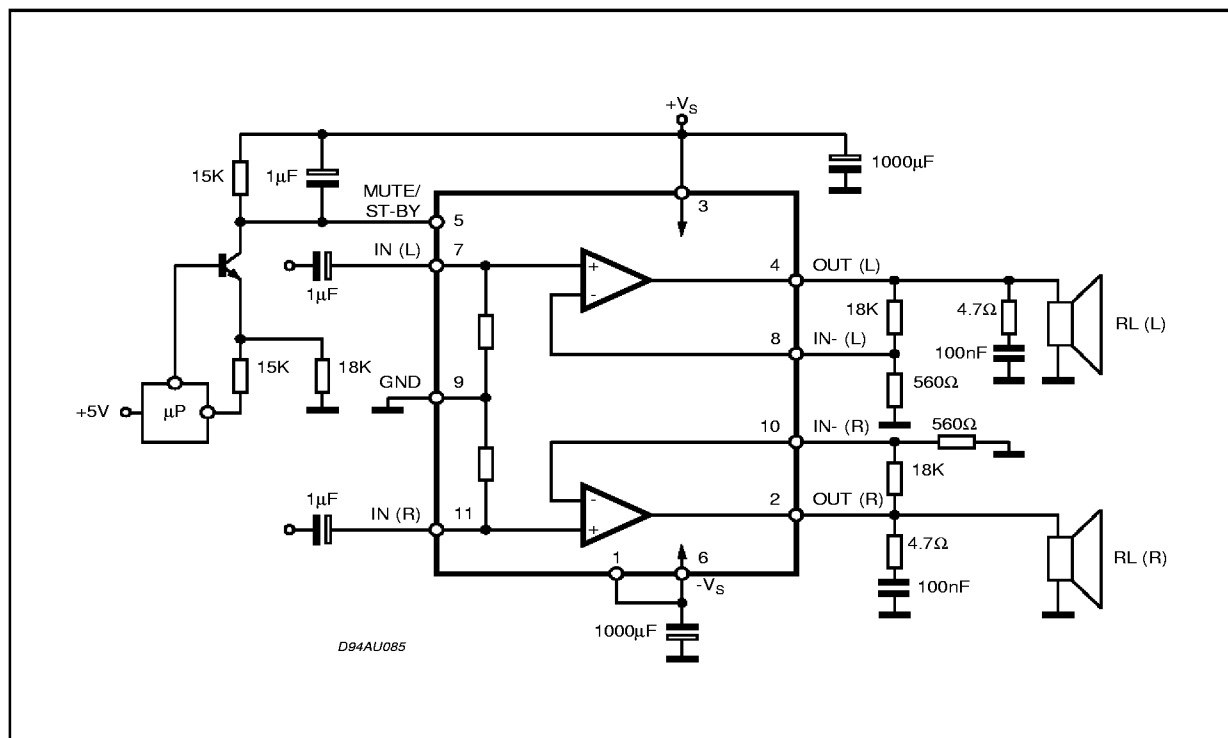 +VS
1000µF
15K
1µF
MUTE/
ST-BY
5
3
IN (L)
7
1µF
4
OUT (L)
18K
4.7Ω
RL (L)
8
IN- (L)
100nF
15K
18K
560Ω
GND
9
+5V
µP
10
IN- (R)
560Ω
18K
1µF
IN (R)
11
2
OUT (R)
4.7Ω
100nF
RL (R)
1
6
-VS
1000µF
D94AU085
+
-
-
+